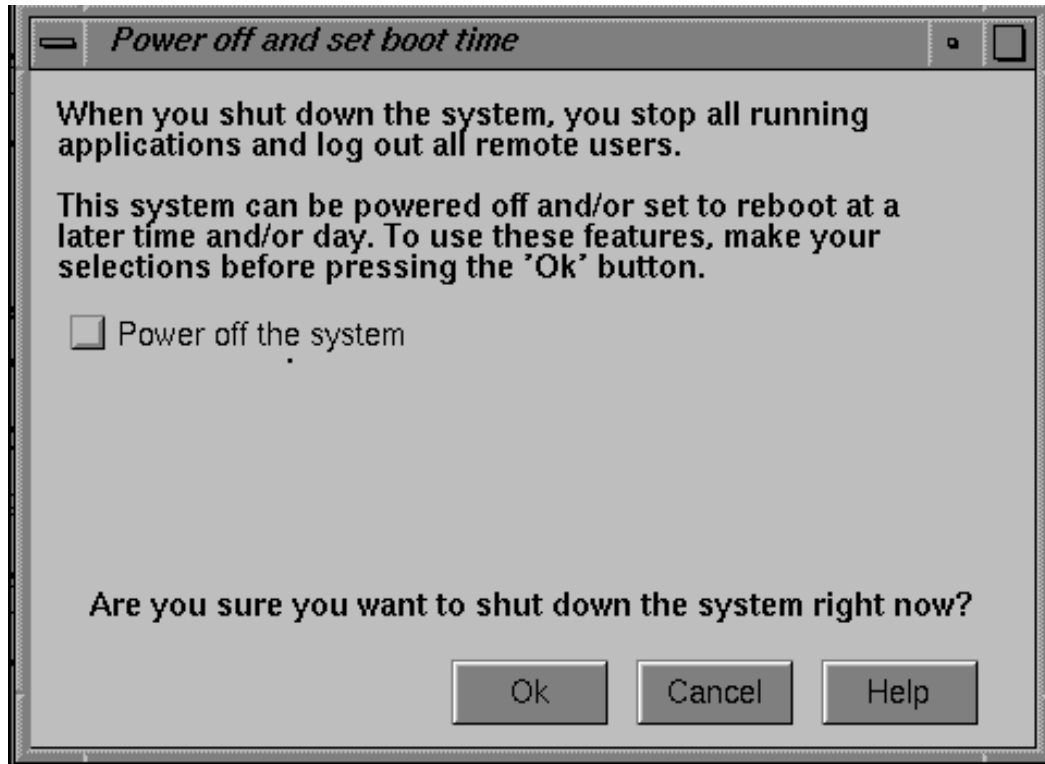 Power off and set boot time
When you shut down the system, you stop all running
applications and log out all remote users.
This system can be powered off and/or set to reboot at a
later time and/or day. To use these features, make your
selections before pressing the 'Ok' button.
Power off the system
Are you sure you want to shut down the system right now?
Ok Cancel Help